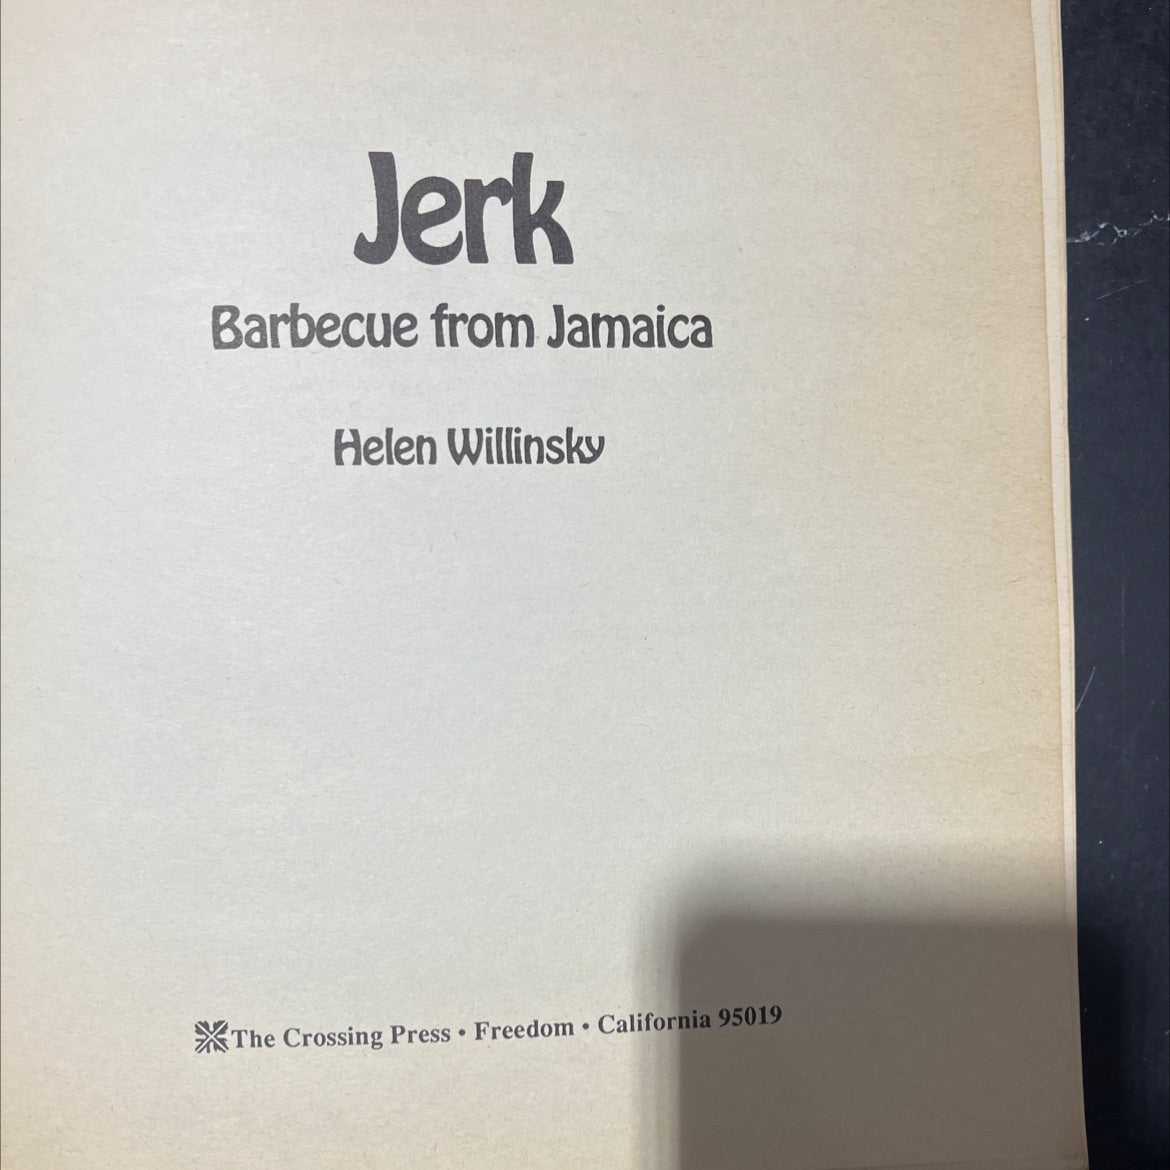 Jerk
Barbecue from Jamaica
Helen Willinsky
The Crossing Press • Freedom • California 95019